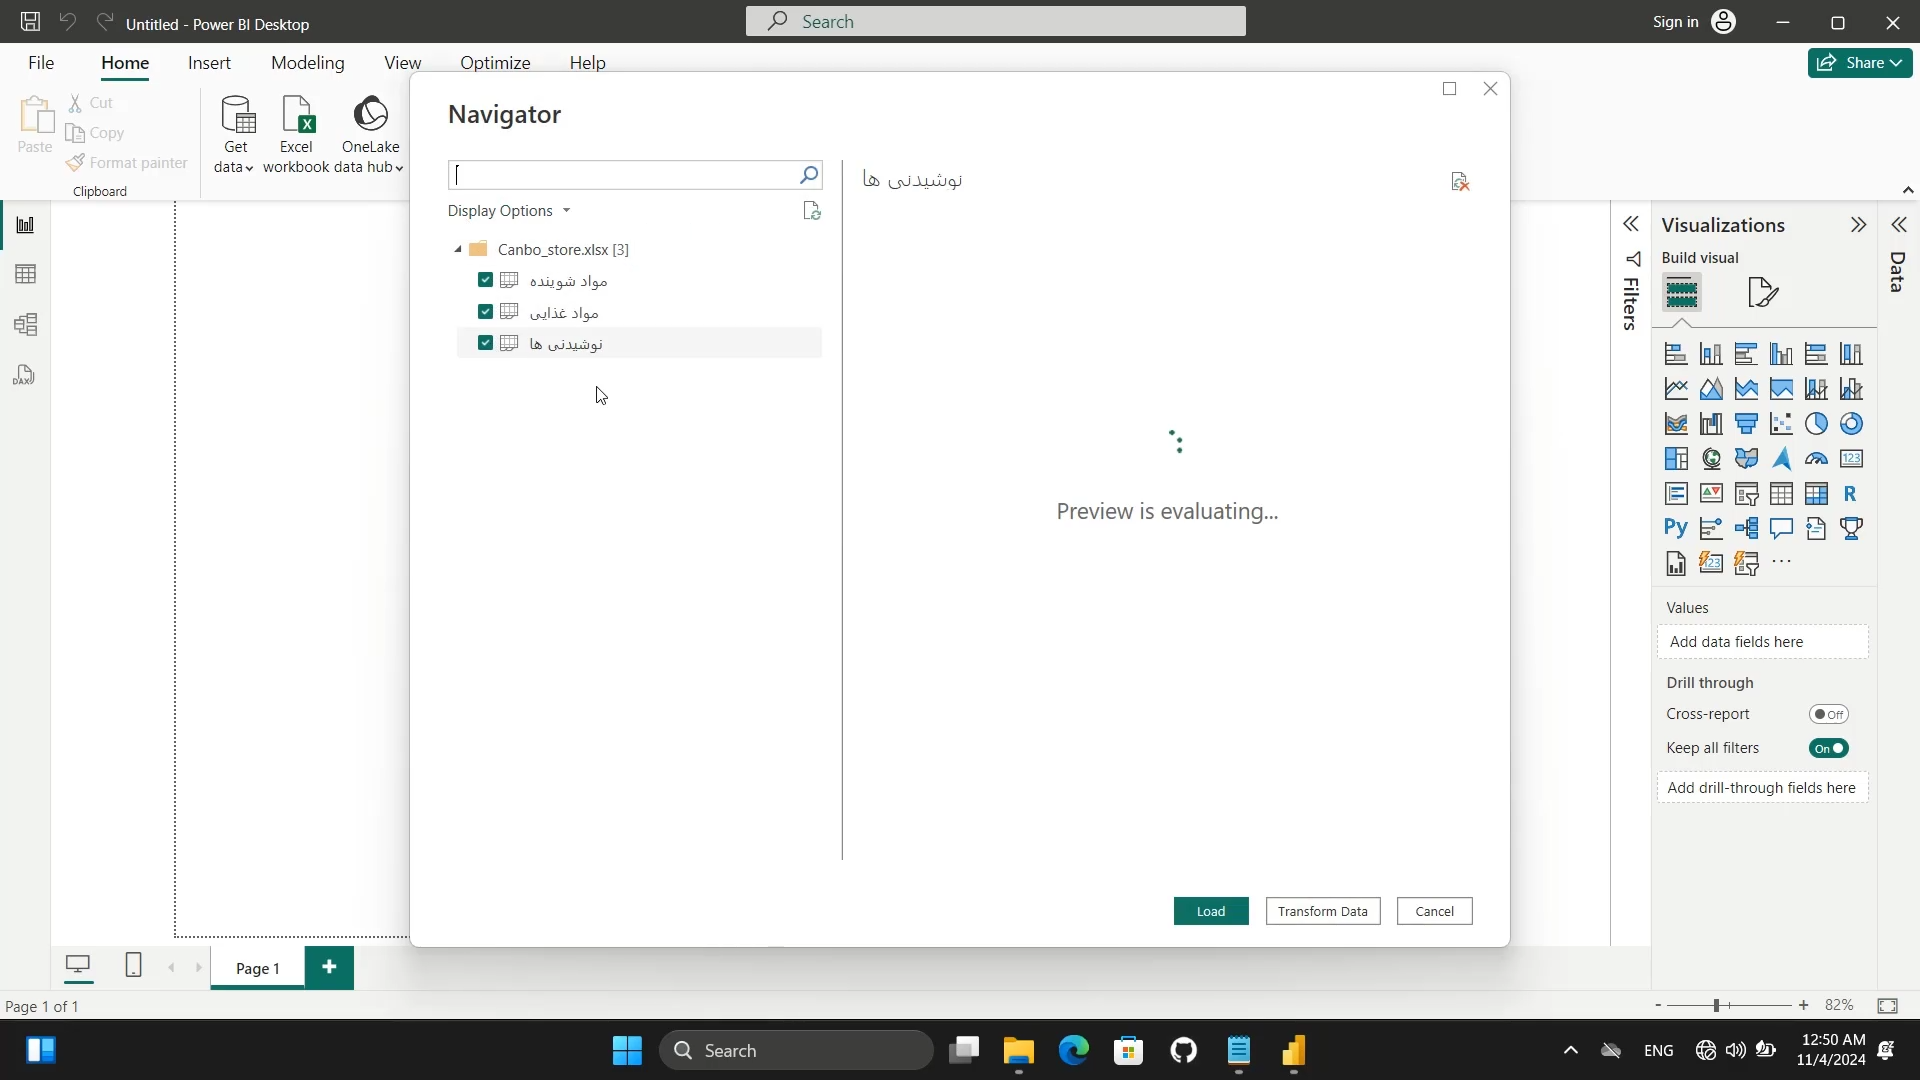 Untitled - Power BI Desktop
Search
Sign in
File
Home
Insert
Modeling
View
Optimize
Help
Share
Paste
Cut
Copy
Format painter
Clipboard
Get data
Excel workbook
OneLake data hub
Navigator
Display Options
Canbo_store.xlsx [3]
مواد شوینده
مواد غذایی
نوشیدنی ها
نوشیدنی ها
Preview is evaluating...
Load
Transform Data
Cancel
Filters
Visualizations
Build visual
123
R
Py
123
Values
Add data fields here
Drill through
Cross-report
Off
Keep all filters
On
Add drill-through fields here
Data
DAX
Page 1
Page 1 of 1
82%
Search
ENG
12:50 AM
11/4/2024